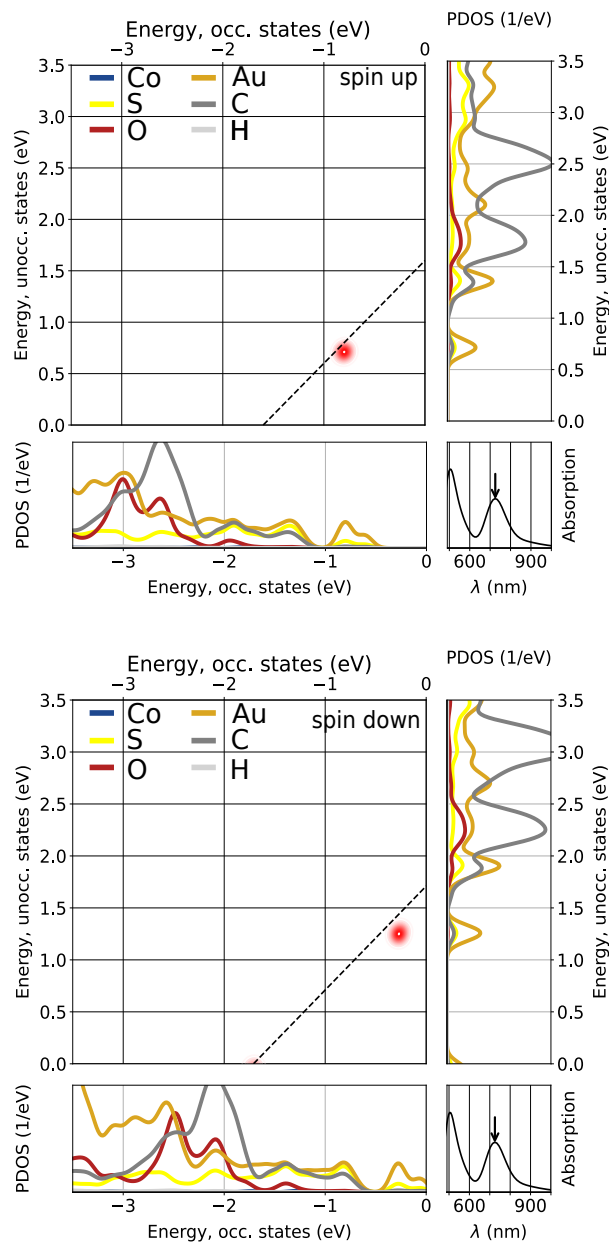 Energy, occ. states (eV)
−3 −2 −1 0
PDOS (1/eV)
Co Au spin up
S C
O H
3.5
3.0
2.5
2.0
1.5
1.0
0.5
0.0
Energy, unocc. states (eV)
3.5
3.0
2.5
2.0
1.5
1.0
0.5
0.0
Energy, unocc. states (eV)
PDOS (1/eV)
−3 −2 −1 0
Energy, occ. states (eV)
Absorption
600 900
λ (nm)
PDOS (1/eV)
Energy, occ. states (eV)
−3 −2 −1 0
Co Au spin down
S C
O H
3.5
3.0
2.5
2.0
1.5
1.0
0.5
0.0
Energy, unocc. states (eV)
3.5
3.0
2.5
2.0
1.5
1.0
0.5
0.0
Energy, unocc. states (eV)
PDOS (1/eV)
−3 −2 −1 0
Energy, occ. states (eV)
Absorption
600 900
λ (nm)